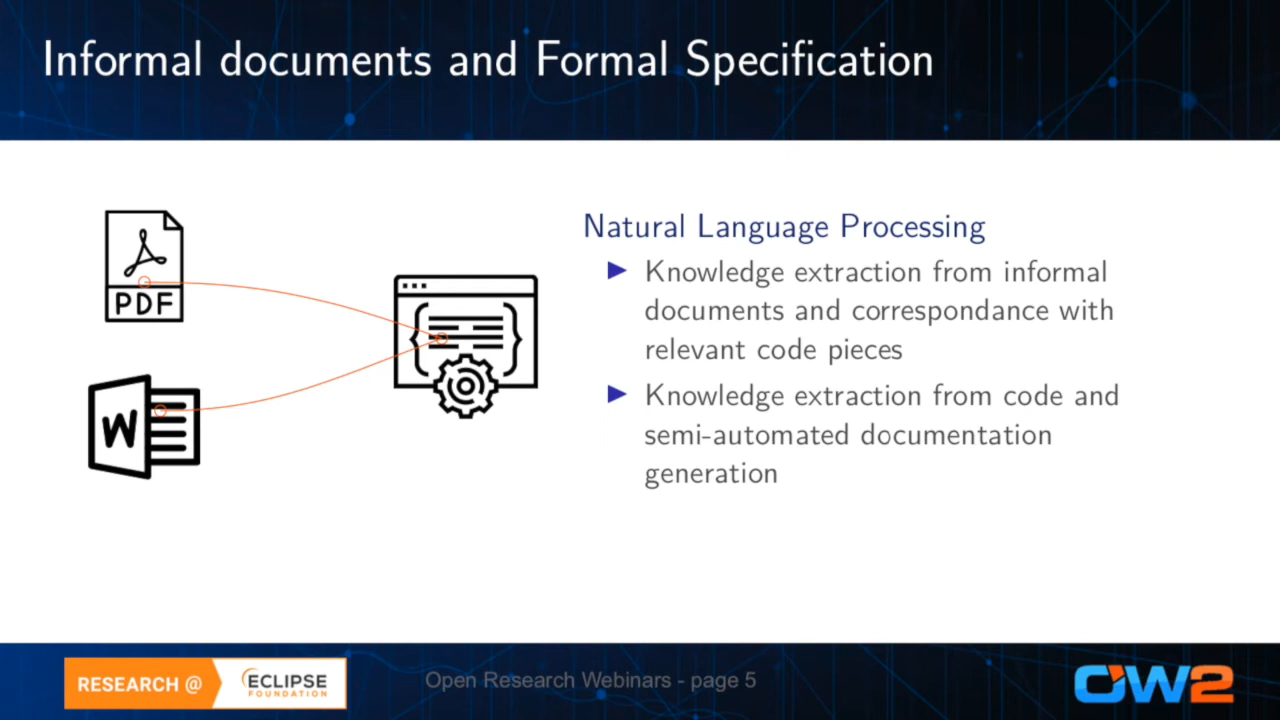 Informal documents and Formal Specification
PDF
W
Natural Language Processing
Knowledge extraction from informal
documents and correspondance with
relevant code pieces
Knowledge extraction from code and
semi-automated documentation
generation
RESEARCH @
ECLIPSE
FOUNDATION
Open Research Webinars - page 5
OW2